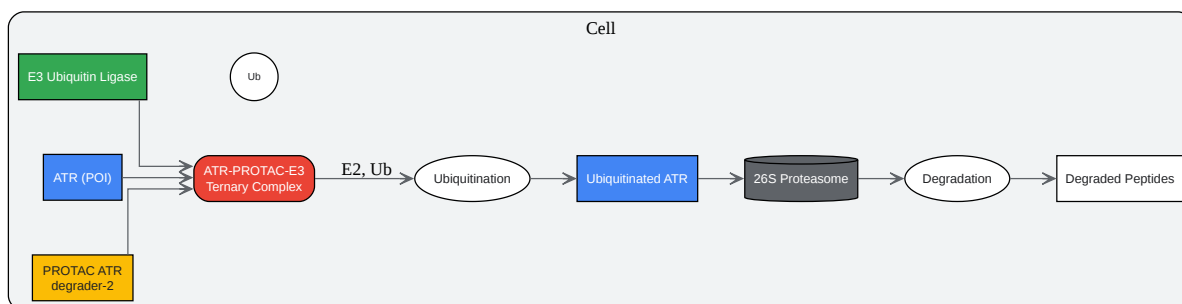 Cell
E3 Ubiquitin Ligase
Ub
ATR (POI)
ATR-PROTAC-E3
Ternary Complex
E2, Ub
Ubiquitination
Ubiquitinated ATR
26S Proteasome
Degradation
Degraded Peptides
PROTAC ATR
degrader-2